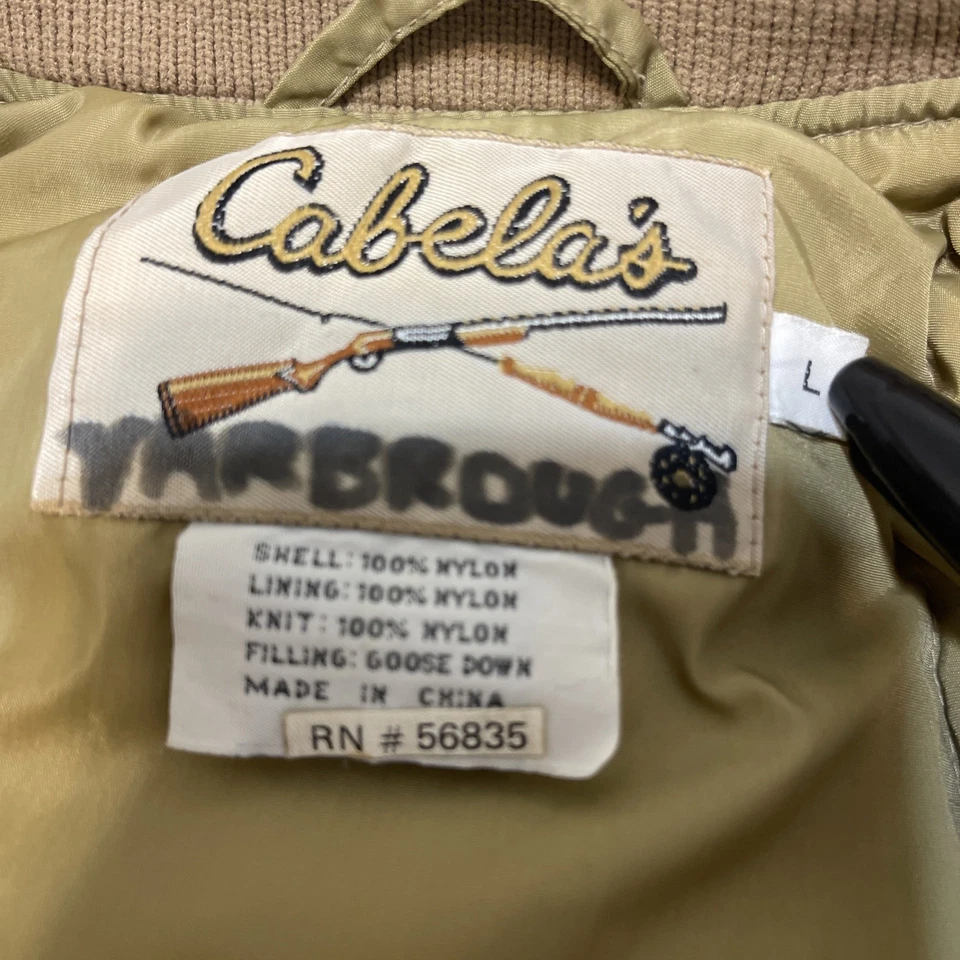 Cabela's
YARBROUGH
L
SHELL: 100% NYLON
LINING: 100% NYLON
KNIT: 100% NYLON
FILLING: GOOSE DOWN
MADE IN CHINA
RN # 56835